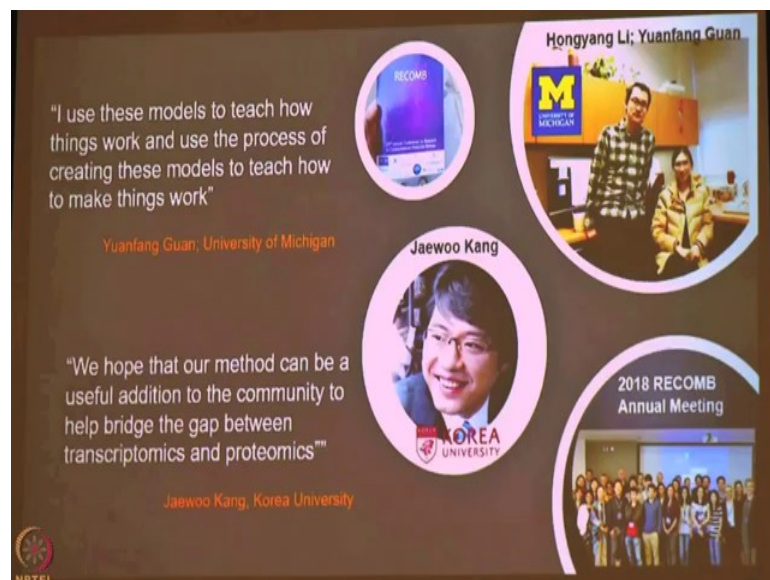 "I use these models to teach how
things work and use the process of
creating these models to teach how
to make things work"
Yuanfang Guan; University of Michigan
RECOMB
Hongyang Li; Yuanfang Guan
M
UNIVERSITY OF
MICHIGAN
Jaewoo Kang
KOREA
UNIVERSITY
"We hope that our method can be a
useful addition to the community to
help bridge the gap between
transcriptomics and proteomics""
Jaewoo Kang, Korea University
2018 RECOMB
Annual Meeting
NPTEL